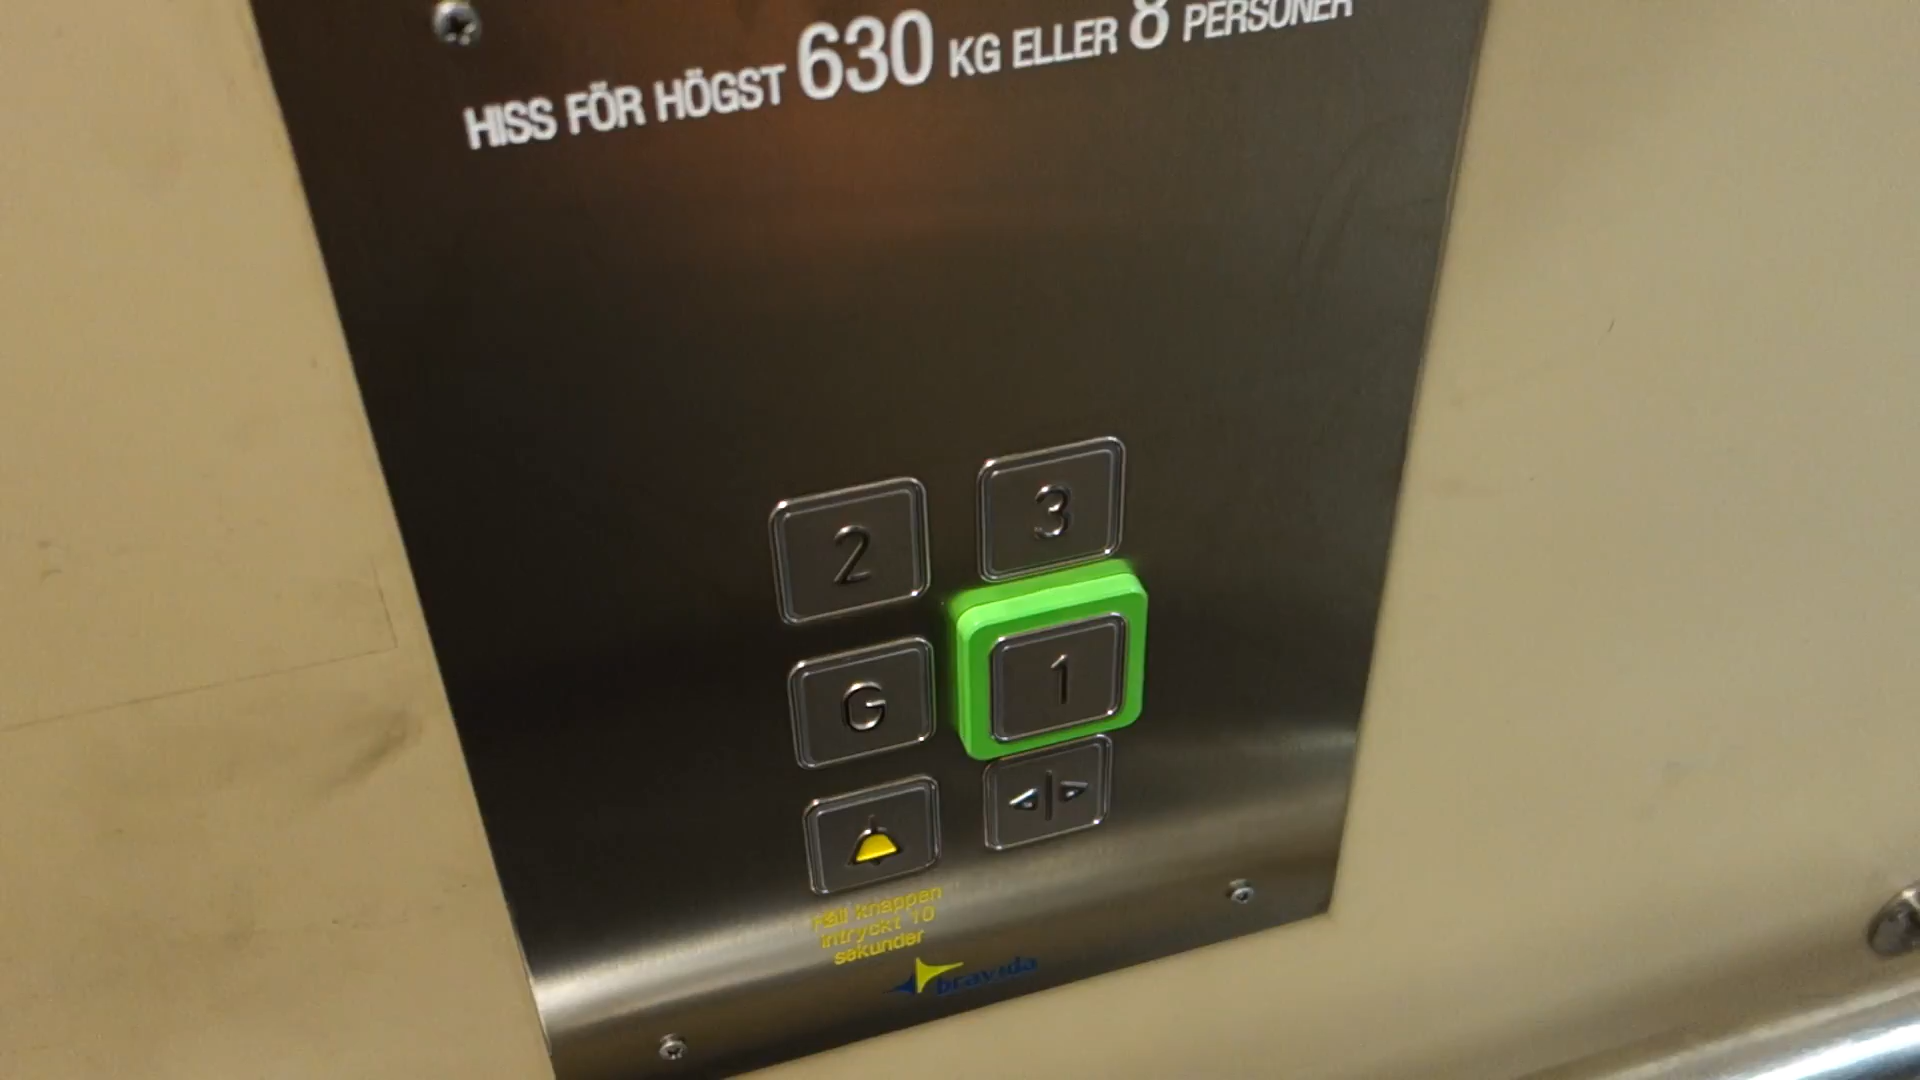 HISS FÖR HÖGST 630 KG ELLER 8 PERSONER
2 3
G 1
Håll knappen
intryckt 10
sekunder
bravida